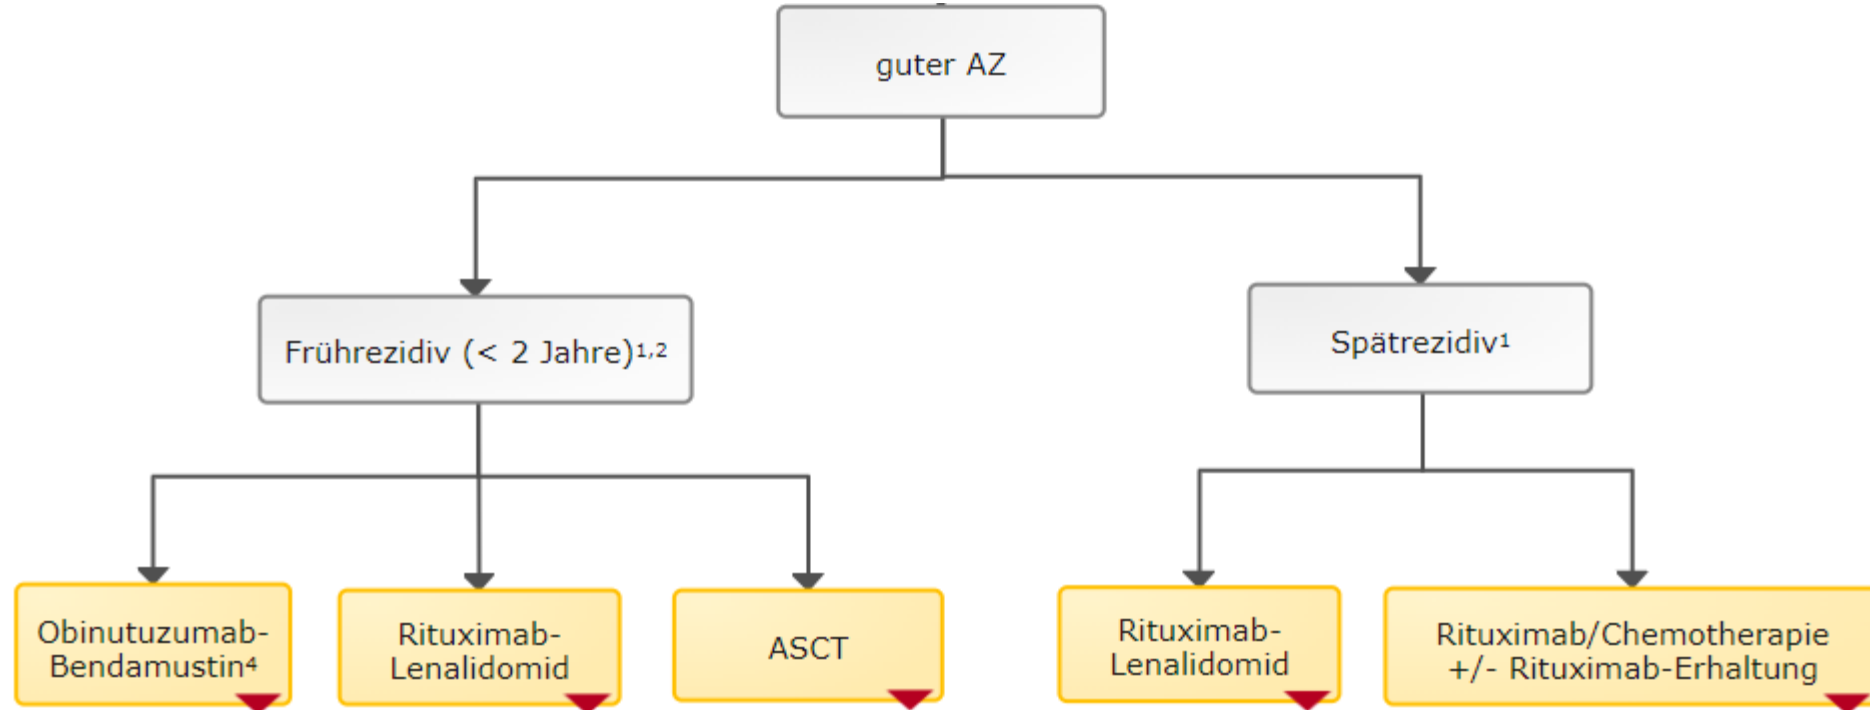 guter AZ
Frührezidiv (< 2 Jahre)1,2
Spätrezidiv1
Obinutuzumab-
Bendamustin4
Rituximab-
Lenalidomid
ASCT
Rituximab-
Lenalidomid
Rituximab/Chemotherapie
+/- Rituximab-Erhaltung